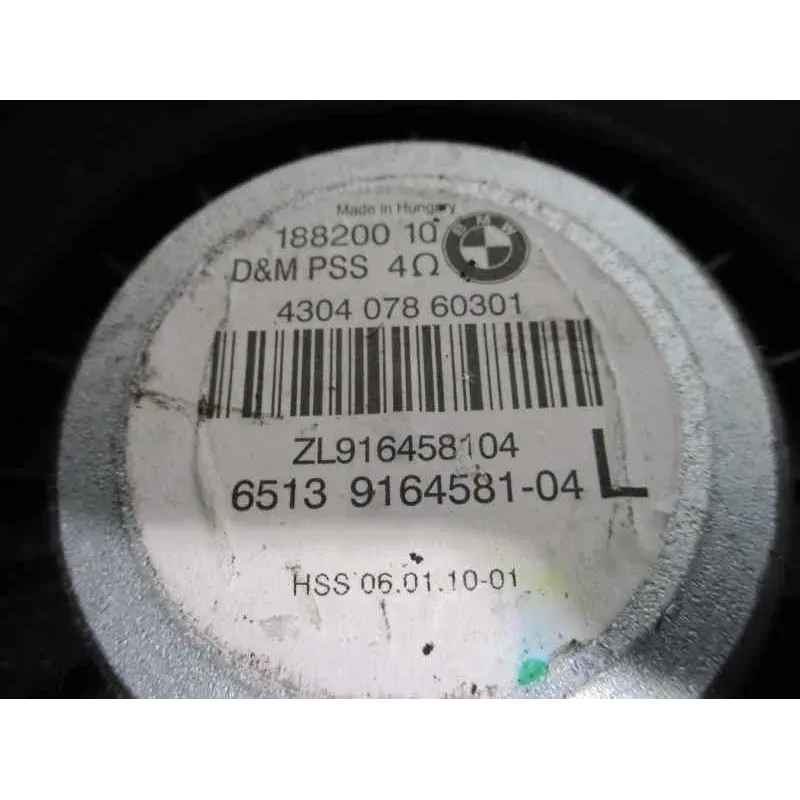 Made in Hungary
188200 10
BMW
D&M PSS 4Ω
4304 078 60301
ZL916458104
6513 9164581-04 L
HSS 06.01.10-01